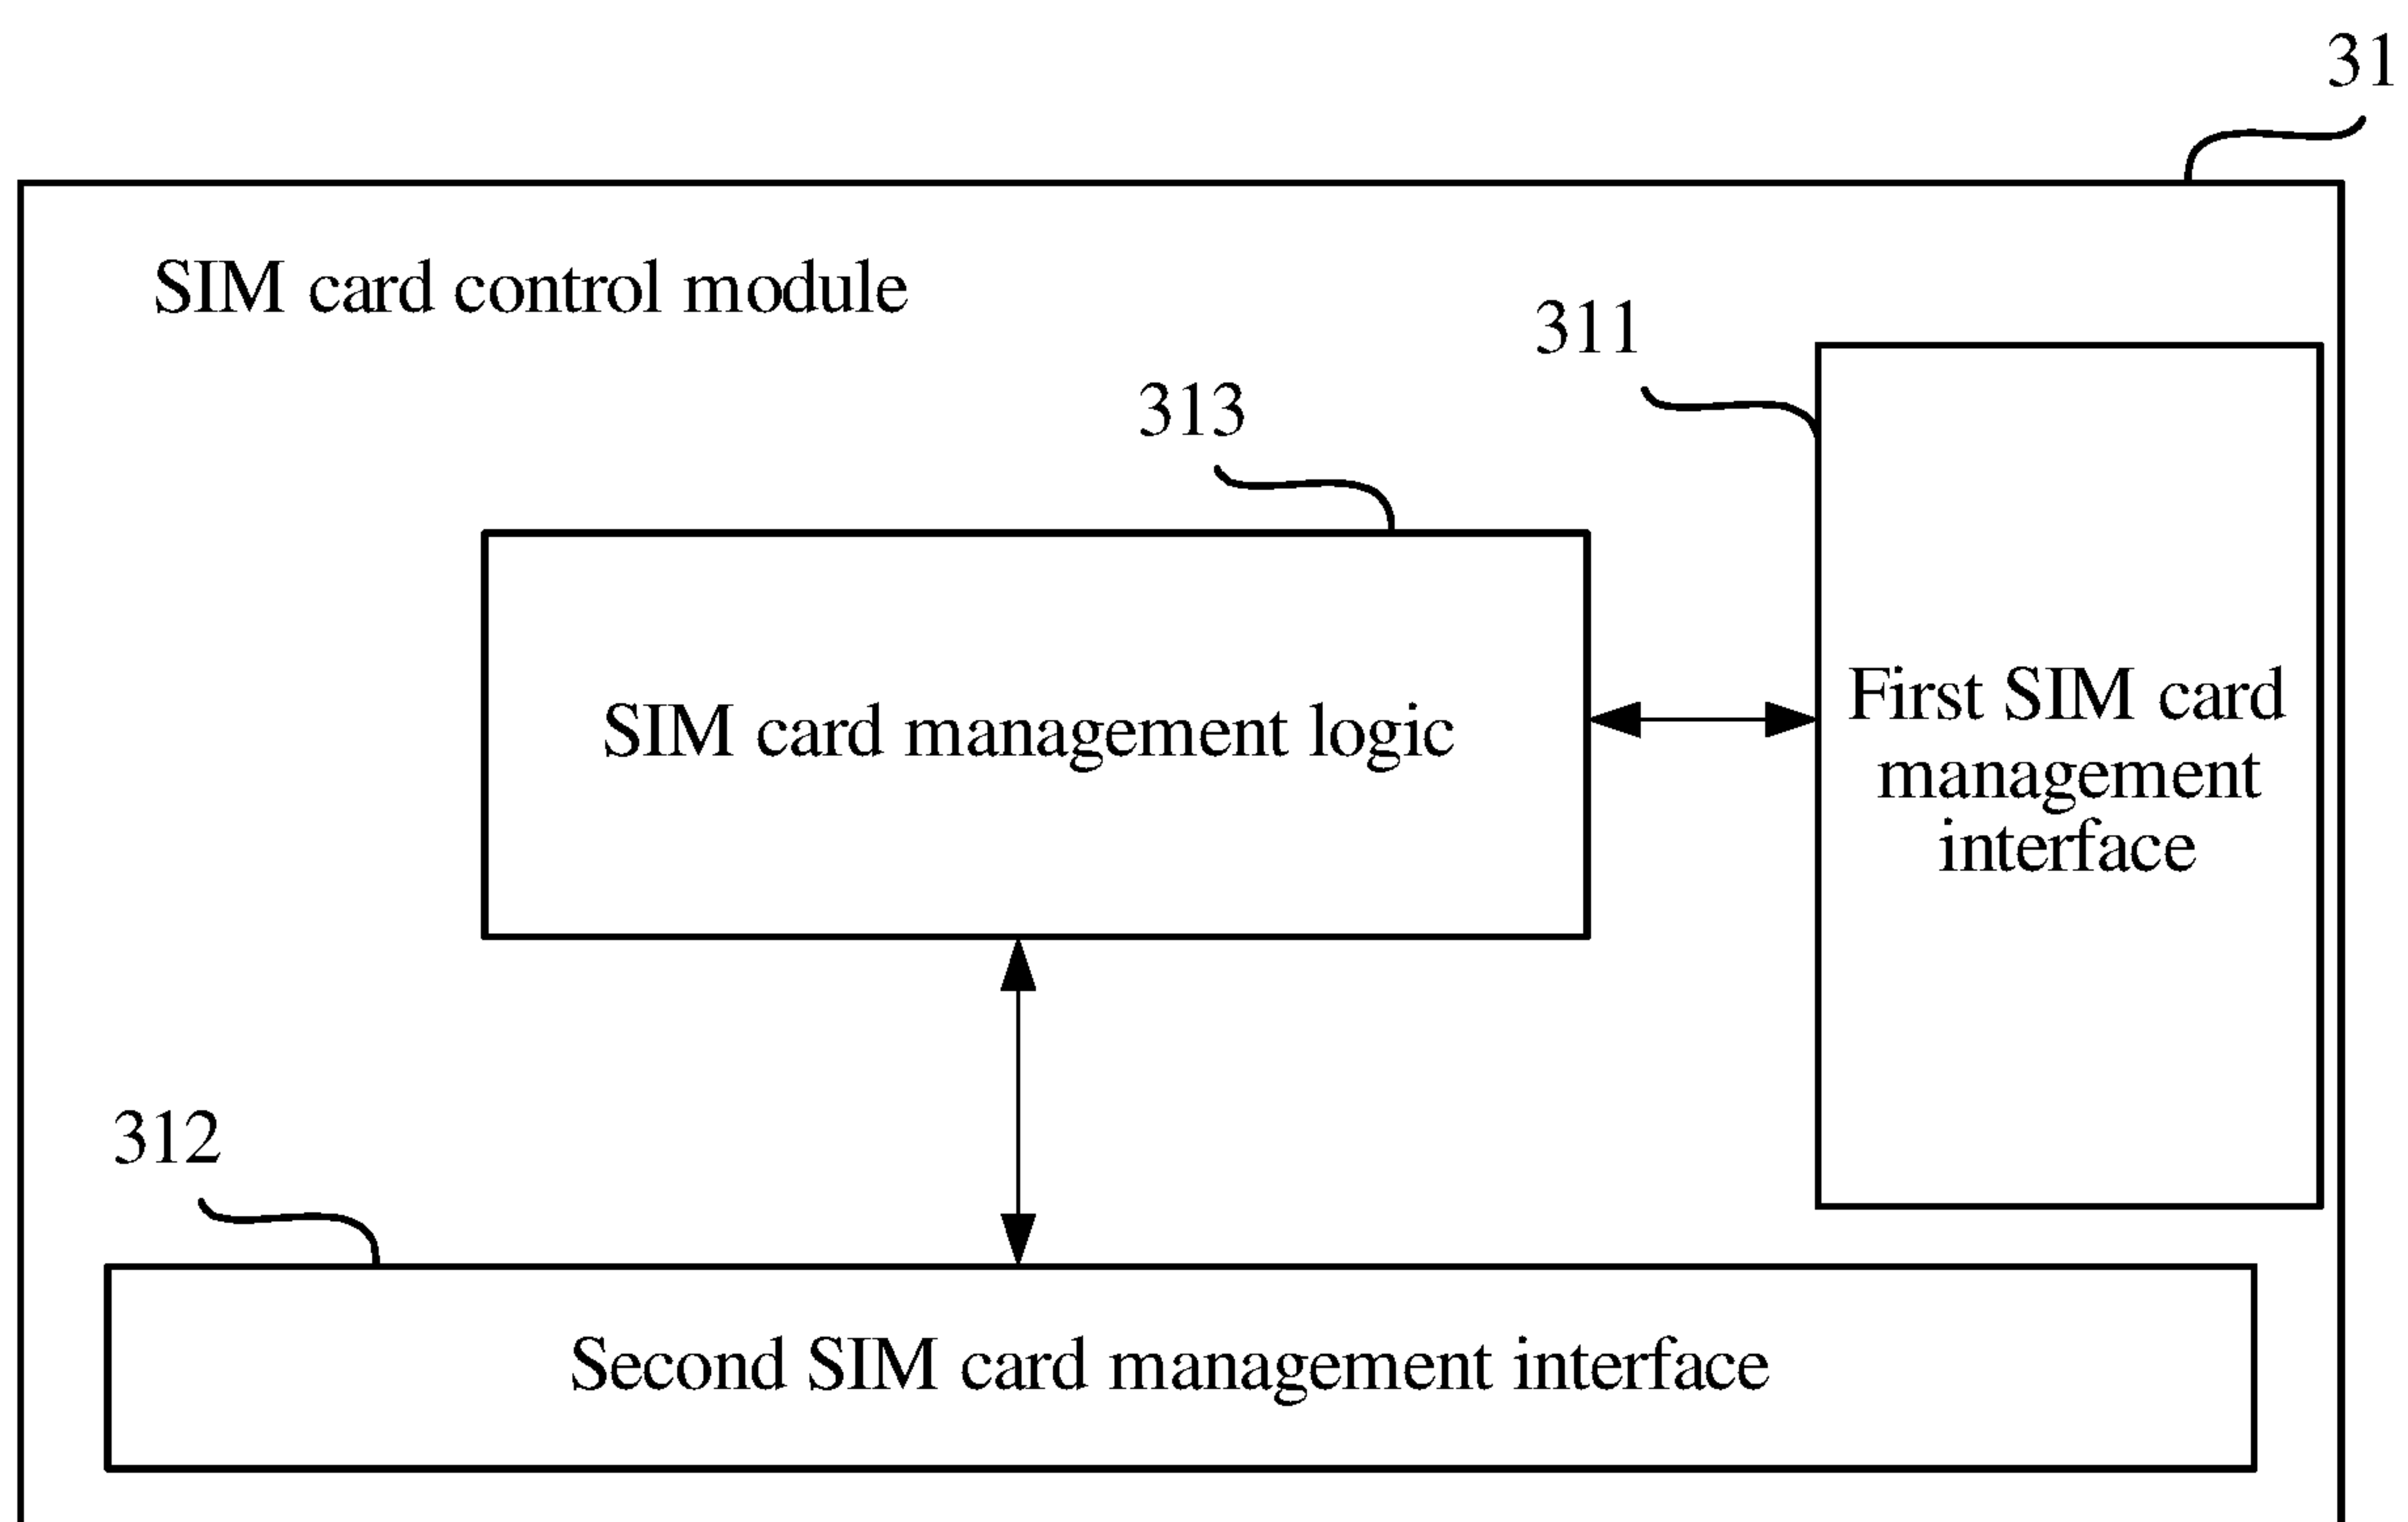 31
SIM card control module
311
313
SIM card management logic
First SIM card
management
interface
312
Second SIM card management interface